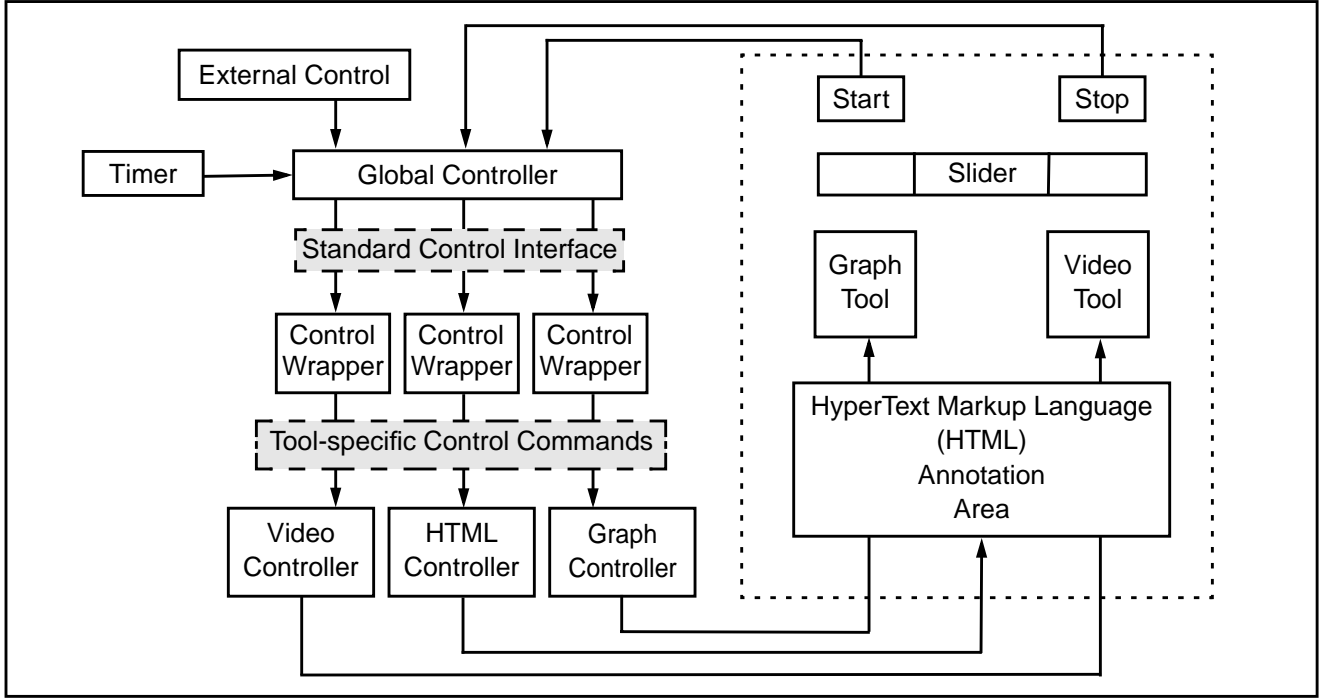 External Control
Start
Stop
Timer
Global Controller
Slider
Standard Control Interface
Graph
Tool
Video
Tool
Control
Wrapper
Control
Wrapper
Control
Wrapper
HyperText Markup Language
(HTML)
Annotation
Area
Tool-specific Control Commands
Video
Controller
HTML
Controller
Graph
Controller